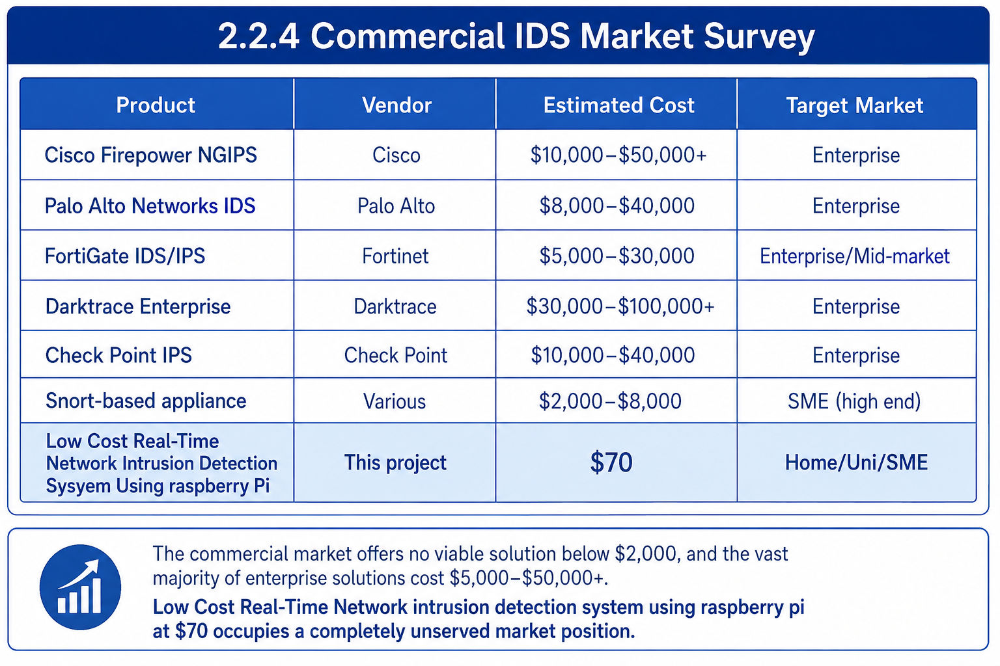 2.2.4 Commercial IDS Market Survey
Product Vendor Estimated Cost Target Market
Cisco Firepower NGIPS Cisco $10,000–$50,000+ Enterprise
Palo Alto Networks IDS Palo Alto $8,000–$40,000 Enterprise
FortiGate IDS/IPS Fortinet $5,000–$30,000 Enterprise/Mid-market
Darktrace Enterprise Darktrace $30,000–$100,000+ Enterprise
Check Point IPS Check Point $10,000–$40,000 Enterprise
Snort-based appliance Various $2,000–$8,000 SME (high end)
Low Cost Real-Time
Network Intrusion Detection
Sysyem Using raspberry Pi
This project $70 Home/Uni/SME
The commercial market offers no viable solution below $2,000, and the vast
majority of enterprise solutions cost $5,000–$50,000+.
Low Cost Real-Time Network intrusion detection system using raspberry pi
at $70 occupies a completely unserved market position.